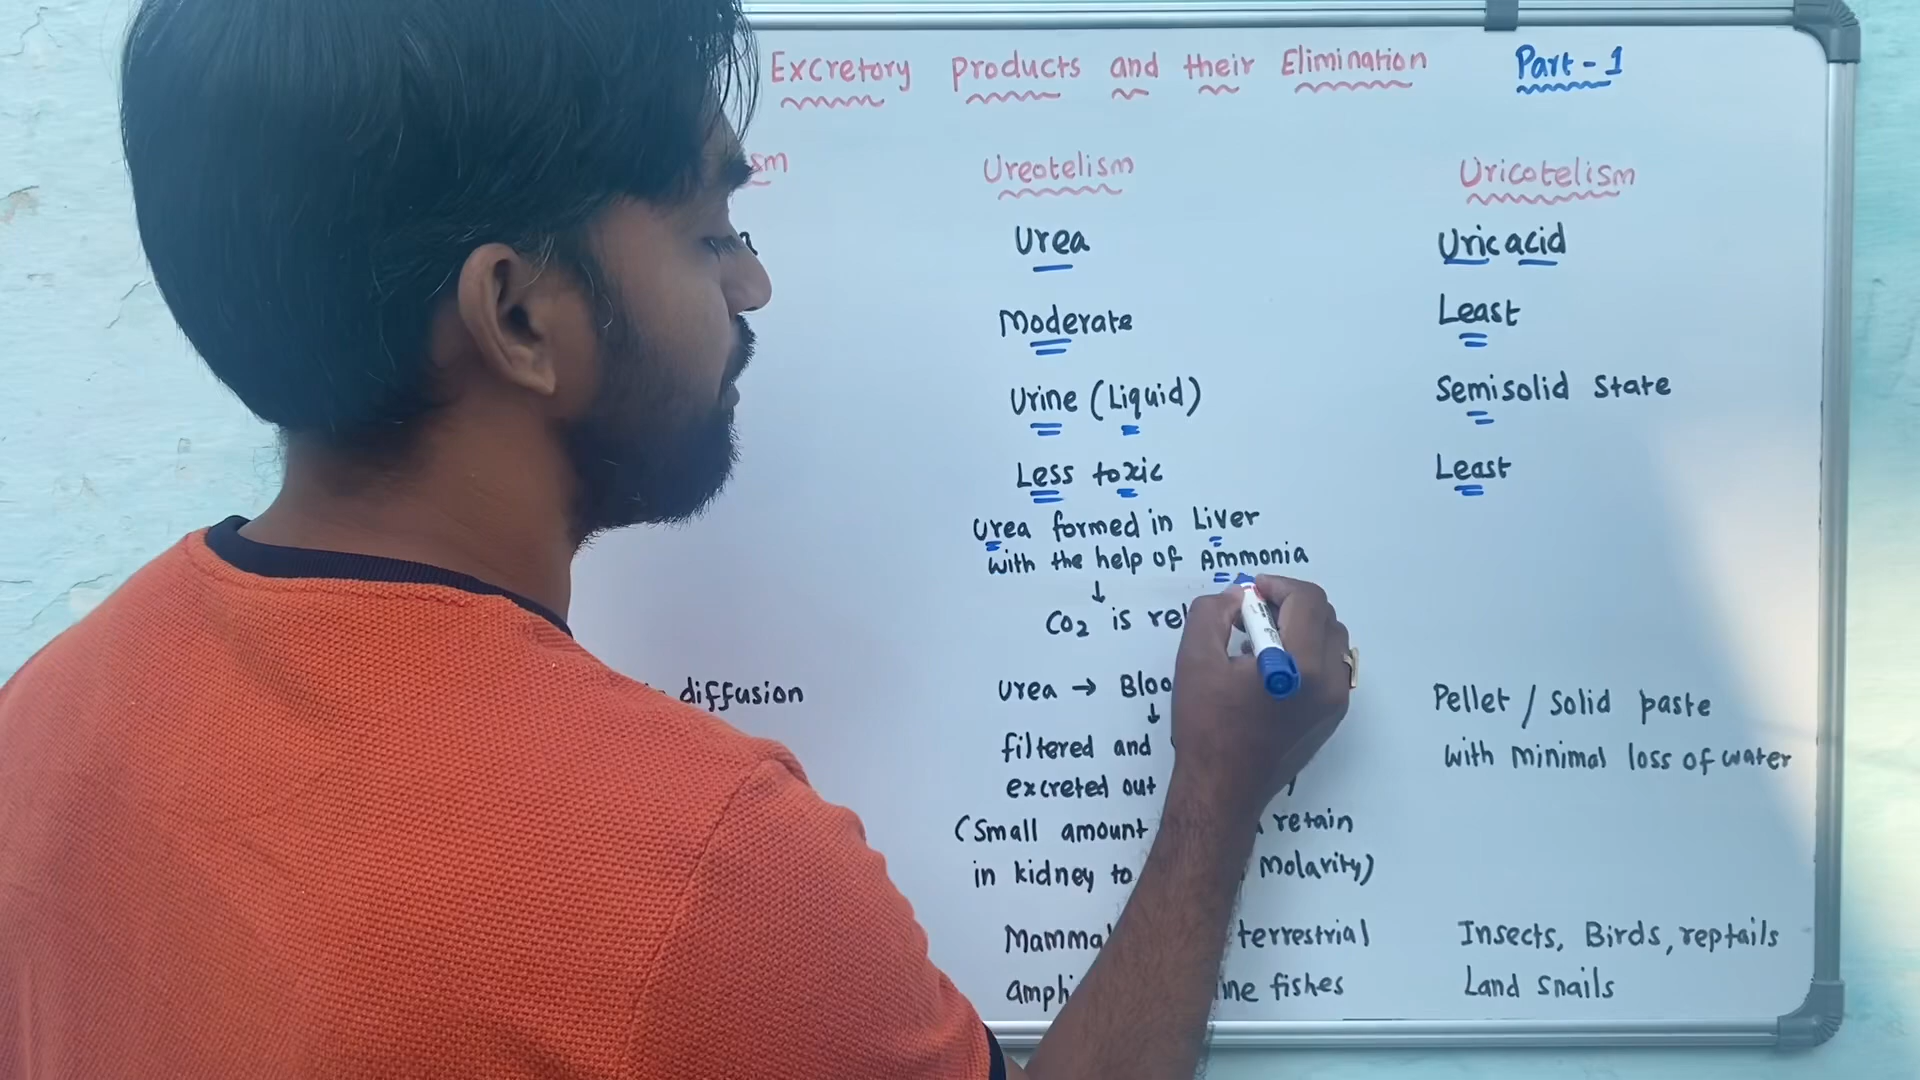 Excretory products and their Elimination Part-1
sm Ureotelism Uricotelism
Urea Uric acid
Moderate Least
Urine (Liquid) Semisolid State
Less toxic Least
Urea formed in Liver
with the help of Ammonia
↓
CO2 is rel
diffusion Urea → Bloo Pellet / Solid paste
↓
filtered and with minimal loss of water
excreted out
(Small amount retain
in kidney to Molarity)
Mammal terrestrial Insects, Birds, reptails
amphi ine fishes Land snails